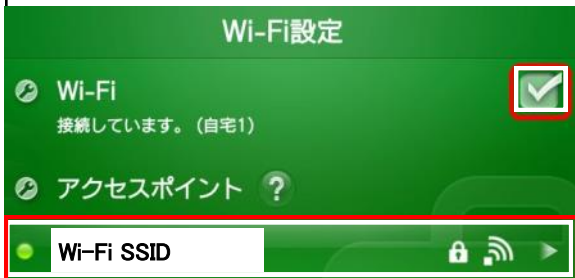 Wi-Fi設定
Wi-Fi
接続しています。(自宅1)
アクセスポイント ?
Wi-Fi SSID